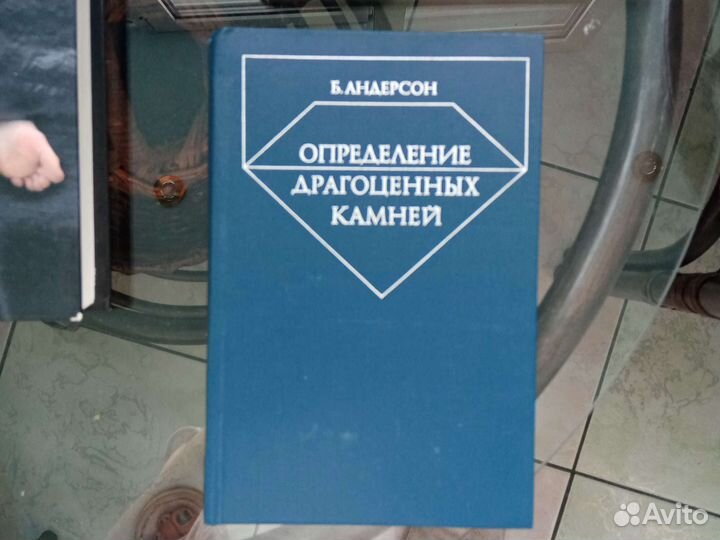 Б. АНДЕРСОН
ОПРЕДЕЛЕНИЕ
ДРАГОЦЕННЫХ
КАМНЕЙ
Avito